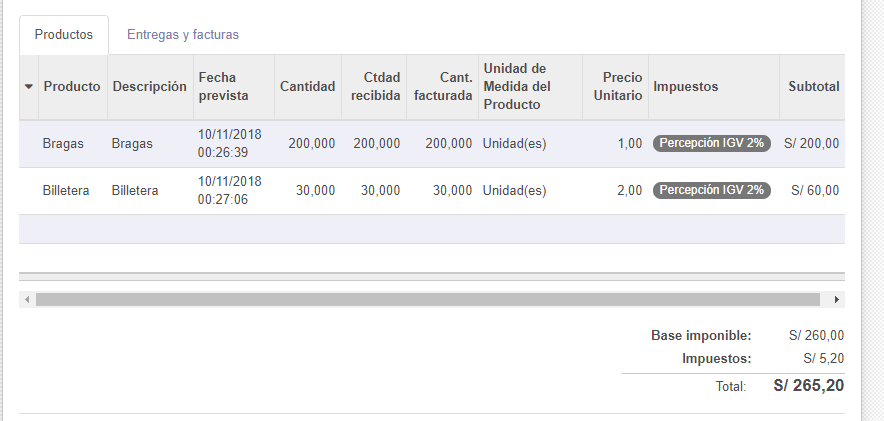 Productos Entregas y facturas
Producto Descripción Fecha prevista Cantidad Ctdad recibida Cant. facturada Unidad de Medida del Producto Precio Unitario Impuestos Subtotal
Bragas Bragas 10/11/2018 00:26:39 200,000 200,000 200,000 Unidad(es) 1,00 Percepción IGV 2% S/ 200,00
Billetera Billetera 10/11/2018 00:27:06 30,000 30,000 30,000 Unidad(es) 2,00 Percepción IGV 2% S/ 60,00
Base imponible: S/ 260,00
Impuestos: S/ 5,20
Total: S/ 265,20